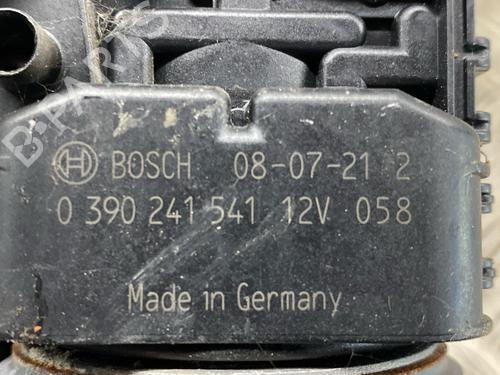 BOSCH 08-07-21 2
0 390 241 541 12V 058
Made in Germany
B-PARTS